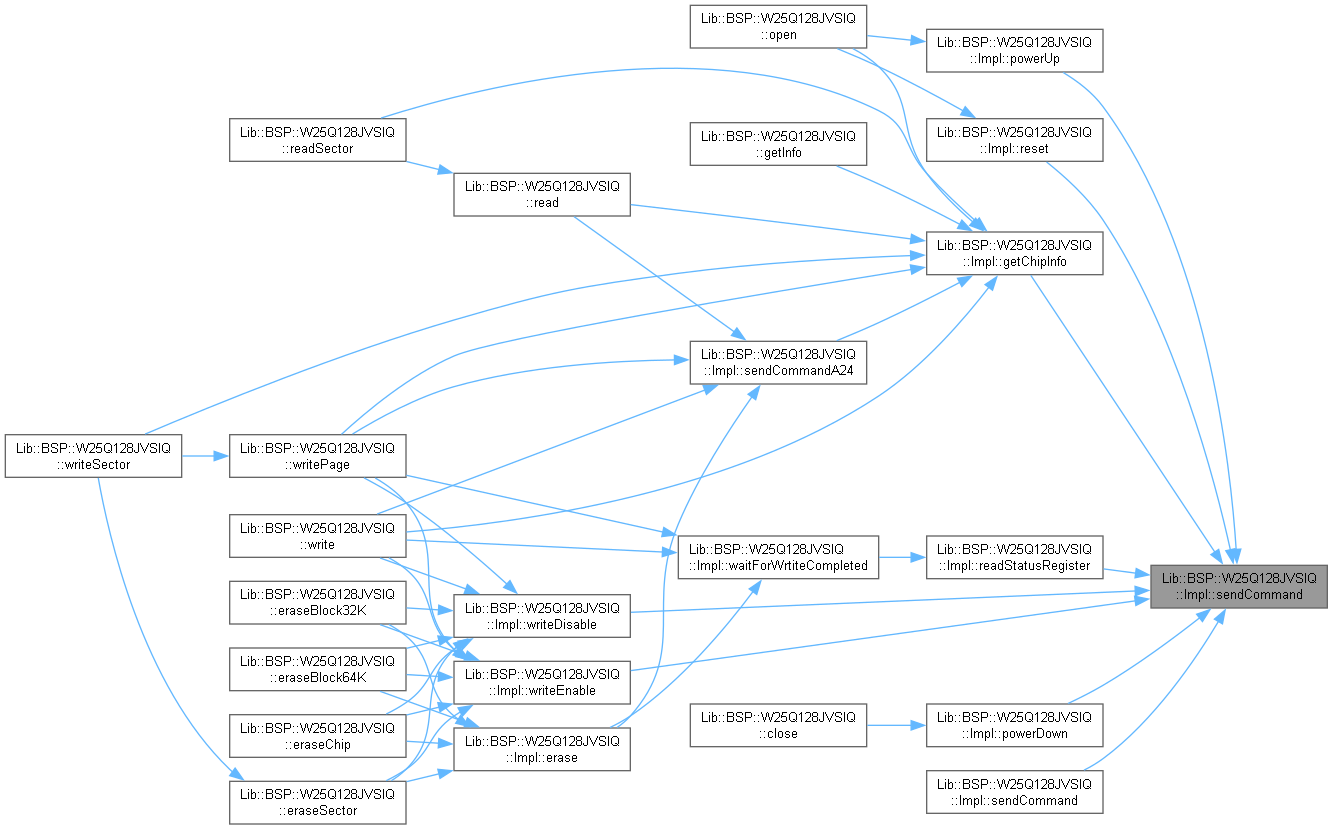 Lib::BSP::W25Q128JVSIQ
::open
Lib::BSP::W25Q128JVSIQ
::Impl::powerUp
Lib::BSP::W25Q128JVSIQ
::readSector
Lib::BSP::W25Q128JVSIQ
::getInfo
Lib::BSP::W25Q128JVSIQ
::Impl::reset
Lib::BSP::W25Q128JVSIQ
::read
Lib::BSP::W25Q128JVSIQ
::Impl::getChipInfo
Lib::BSP::W25Q128JVSIQ
::Impl::sendCommandA24
Lib::BSP::W25Q128JVSIQ
::writeSector
Lib::BSP::W25Q128JVSIQ
::writePage
Lib::BSP::W25Q128JVSIQ
::write
Lib::BSP::W25Q128JVSIQ
::Impl::waitForWrtiteCompleted
Lib::BSP::W25Q128JVSIQ
::Impl::readStatusRegister
Lib::BSP::W25Q128JVSIQ
::Impl::sendCommand
Lib::BSP::W25Q128JVSIQ
::eraseBlock32K
Lib::BSP::W25Q128JVSIQ
::Impl::writeDisable
Lib::BSP::W25Q128JVSIQ
::eraseBlock64K
Lib::BSP::W25Q128JVSIQ
::Impl::writeEnable
Lib::BSP::W25Q128JVSIQ
::eraseChip
Lib::BSP::W25Q128JVSIQ
::Impl::erase
Lib::BSP::W25Q128JVSIQ
::close
Lib::BSP::W25Q128JVSIQ
::Impl::powerDown
Lib::BSP::W25Q128JVSIQ
::eraseSector
Lib::BSP::W25Q128JVSIQ
::Impl::sendCommand